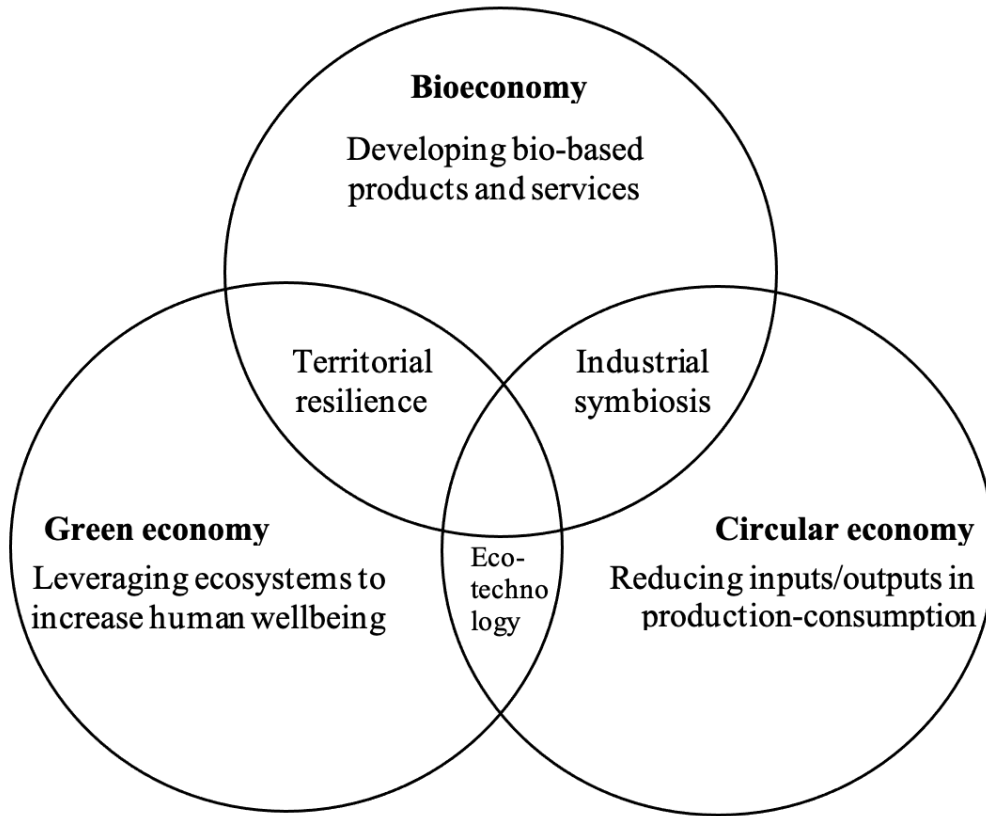 Bioeconomy
Developing bio-based
products and services
Territorial
resilience
Industrial
symbiosis
Green economy
Leveraging ecosystems to
increase human wellbeing
Eco-
techno
logy
Circular economy
Reducing inputs/outputs in
production-consumption